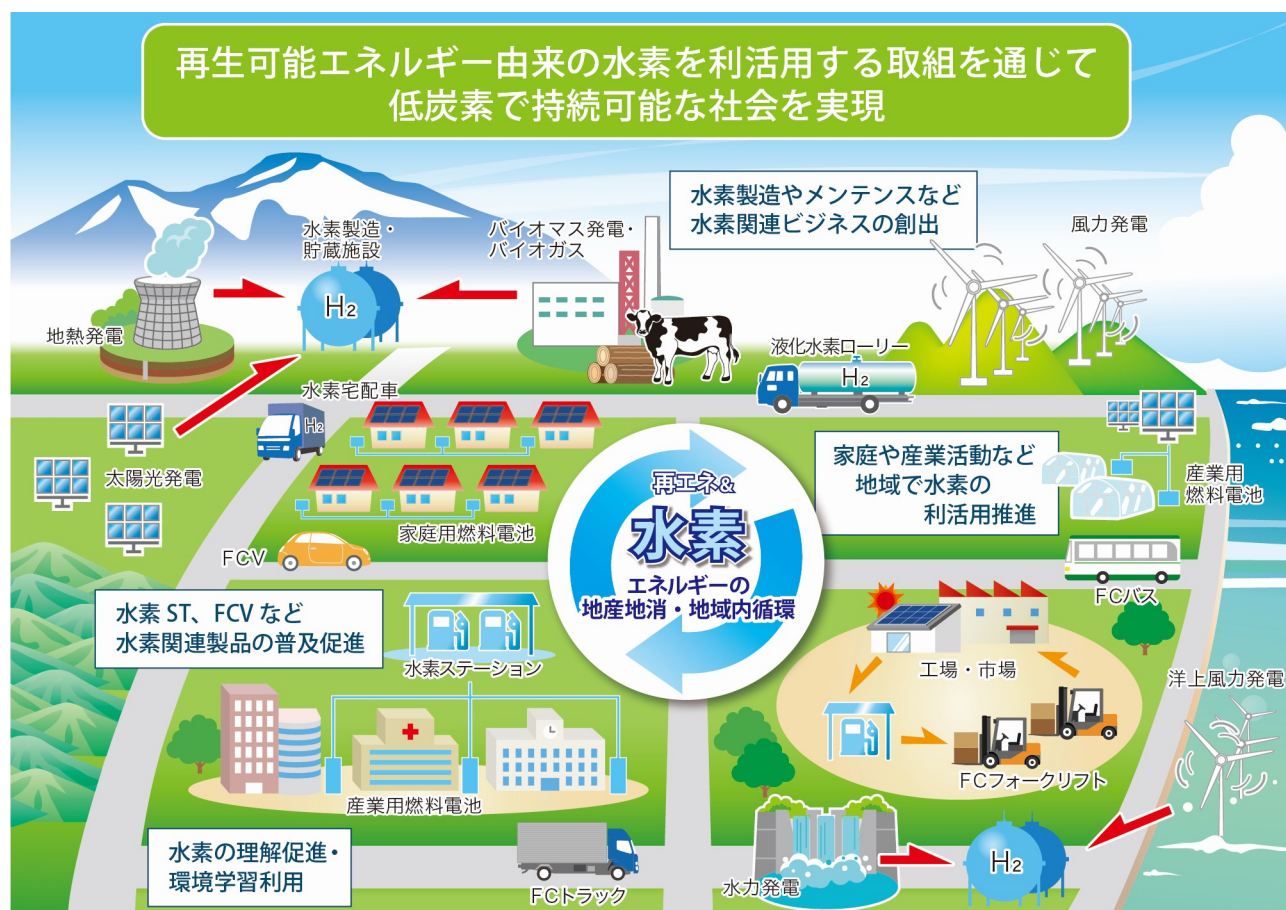 再生可能エネルギー由来の水素を利活用する取組を通じて
低炭素で持続可能な社会を実現
水素製造やメンテンスなど
水素関連ビジネスの創出
風力発電
水素製造・
貯蔵施設
バイオマス発電・
バイオガス
H2
地熱発電
液化水素ローリー
H2
水素宅配車
H2
太陽光発電
家庭用燃料電池
再エネ&
水素
エネルギーの
地産地消・地域内循環
家庭や産業活動など
地域で水素の
利活用推進
産業用
燃料電池
FCV
FCバス
水素 ST、FCV など
水素関連製品の普及促進
水素ステーション
工場・市場
洋上風力発電
FCフォークリフト
産業用燃料電池
水素の理解促進・
環境学習利用
FCトラック
水力発電
H2